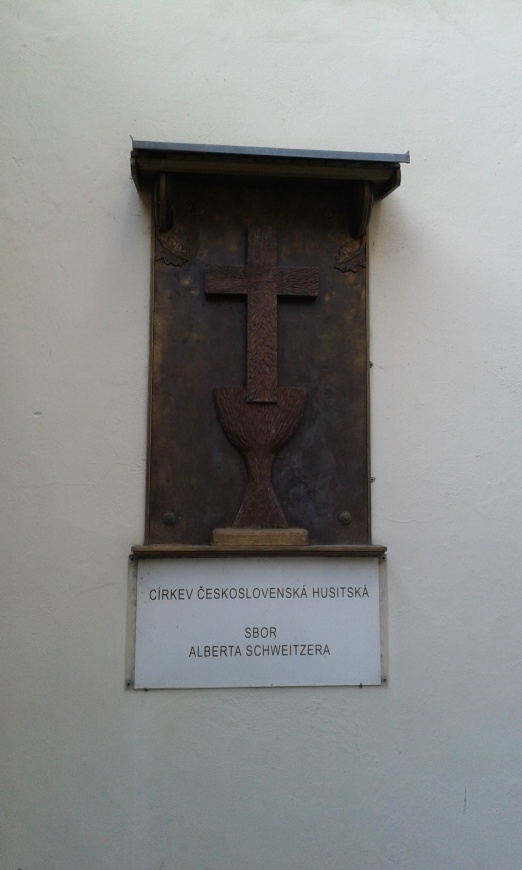 CÍRKEV ČESKOSLOVENSKÁ HUSITSKÁ
SBOR
ALBERTA SCHWEITZERA